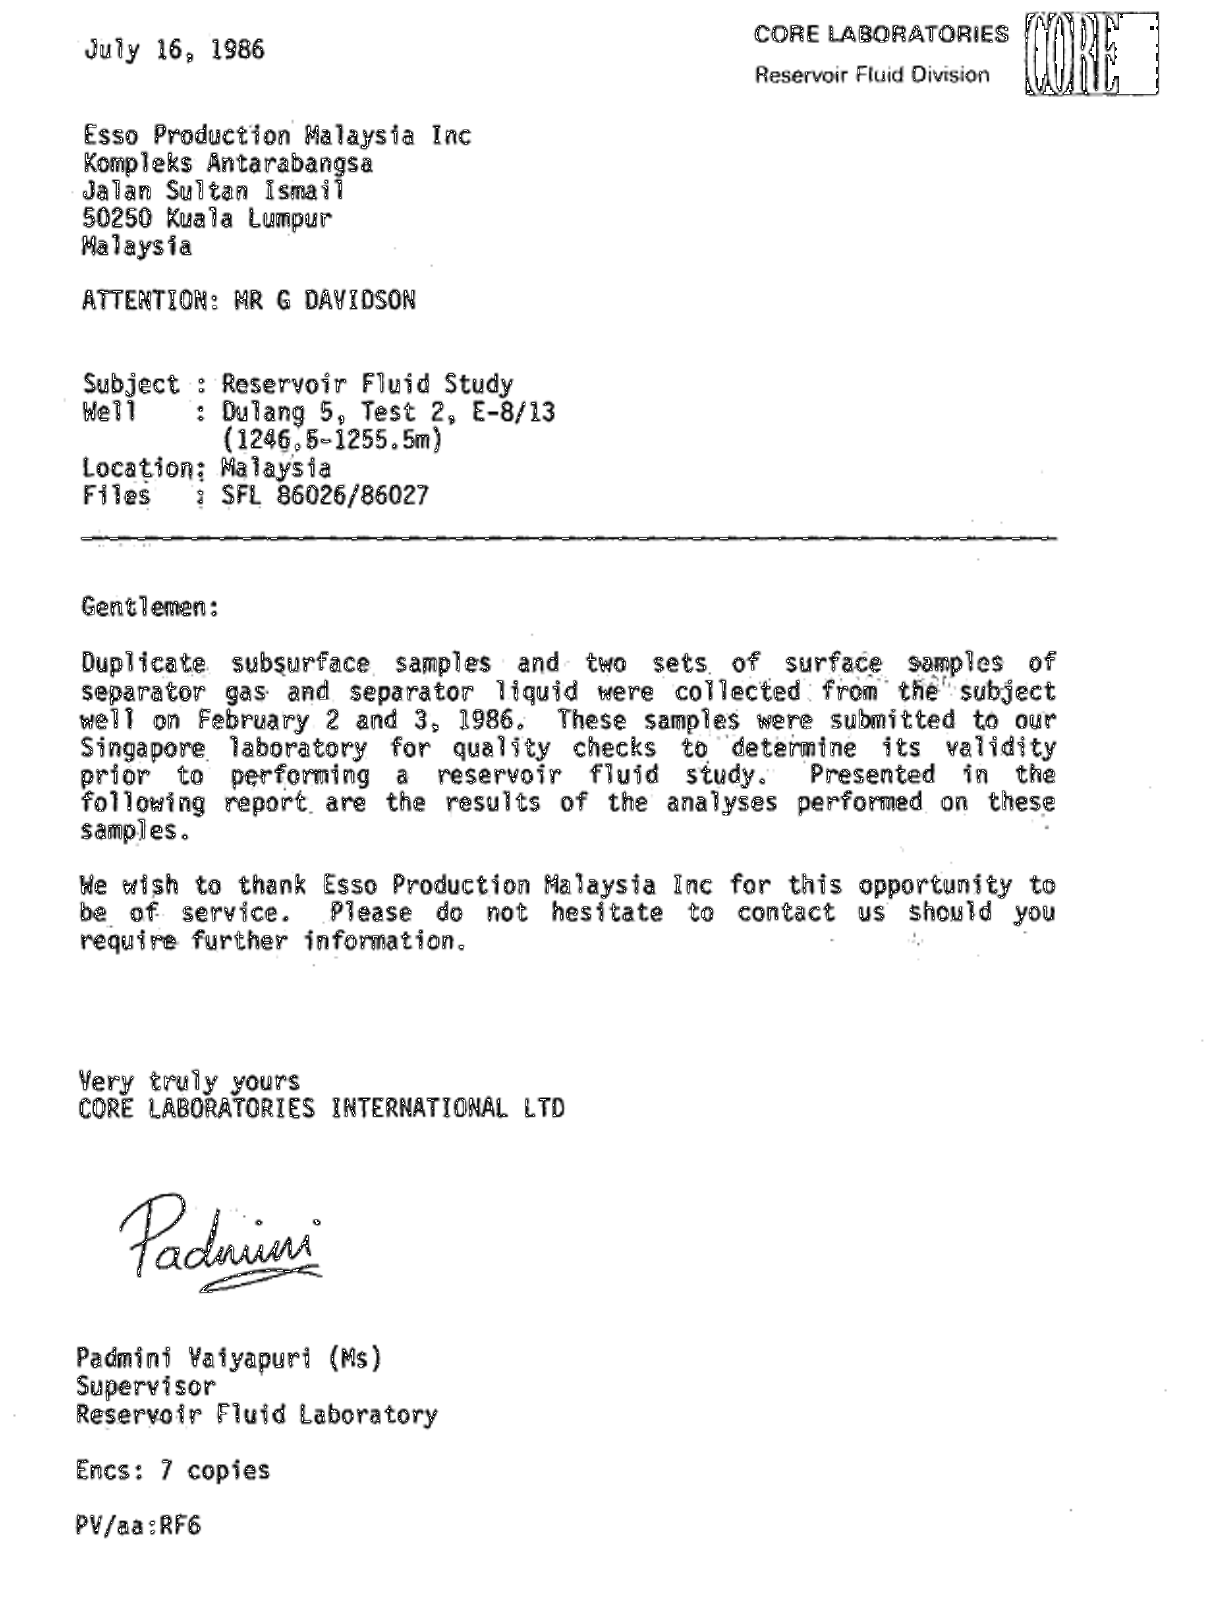 July 16, 1986
CORE LABORATORIES
Reservoir Fluid Division
CORE
Esso Production Malaysia Inc
Kompleks Antarabangsa
Jalan Sultan Ismail
50250 Kuala Lumpur
Malaysia
ATTENTION: MR G DAVIDSON
Subject : Reservoir Fluid Study
Well : Dulang 5, Test 2, E-8/13
(1246.5-1255.5m)
Location: Malaysia
Files : SFL 86026/86027
Gentlemen:
Duplicate subsurface samples and two sets of surface samples of
separator gas and separator liquid were collected from the subject
well on February 2 and 3, 1986. These samples were submitted to our
Singapore laboratory for quality checks to determine its validity
prior to performing a reservoir fluid study. Presented in the
following report are the results of the analyses performed on these
samples.
We wish to thank Esso Production Malaysia Inc for this opportunity to
be of service. Please do not hesitate to contact us should you
require further information.
Very truly yours
CORE LABORATORIES INTERNATIONAL LTD
Padmini
Padmini Vaiyapuri (Ms)
Supervisor
Reservoir Fluid Laboratory
Encs: 7 copies
PV/aa:RF6